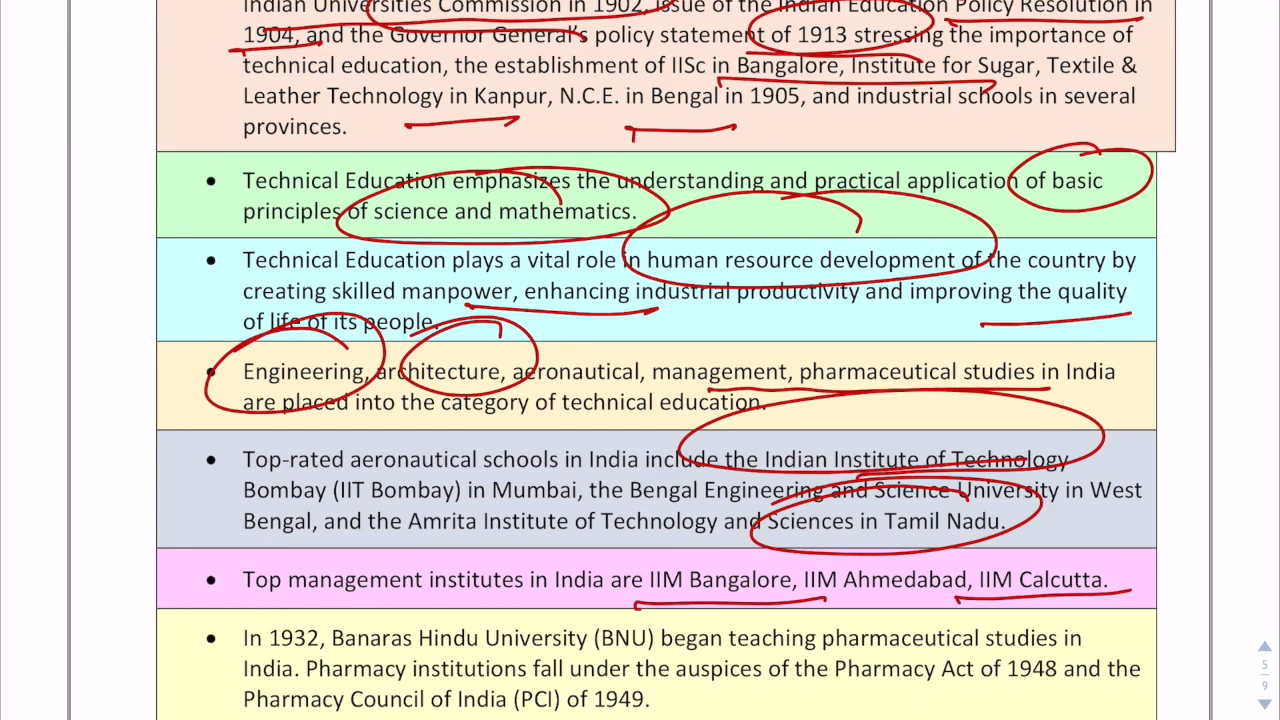 Indian Universities Commission in 1902, issue of the Indian Education Policy Resolution in
1904, and the Governor General's policy statement of 1913 stressing the importance of
technical education, the establishment of IISc in Bangalore, Institute for Sugar, Textile &
Leather Technology in Kanpur, N.C.E. in Bengal in 1905, and industrial schools in several
provinces.
• Technical Education emphasizes the understanding and practical application of basic
principles of science and mathematics.
• Technical Education plays a vital role in human resource development of the country by
creating skilled manpower, enhancing industrial productivity and improving the quality
of life of its people.
• Engineering, architecture, aeronautical, management, pharmaceutical studies in India
are placed into the category of technical education.
• Top-rated aeronautical schools in India include the Indian Institute of Technology
Bombay (IIT Bombay) in Mumbai, the Bengal Engineering and Science University in West
Bengal, and the Amrita Institute of Technology and Sciences in Tamil Nadu.
• Top management institutes in India are IIM Bangalore, IIM Ahmedabad, IIM Calcutta.
• In 1932, Banaras Hindu University (BNU) began teaching pharmaceutical studies in
India. Pharmacy institutions fall under the auspices of the Pharmacy Act of 1948 and the
Pharmacy Council of India (PCI) of 1949.
5
9